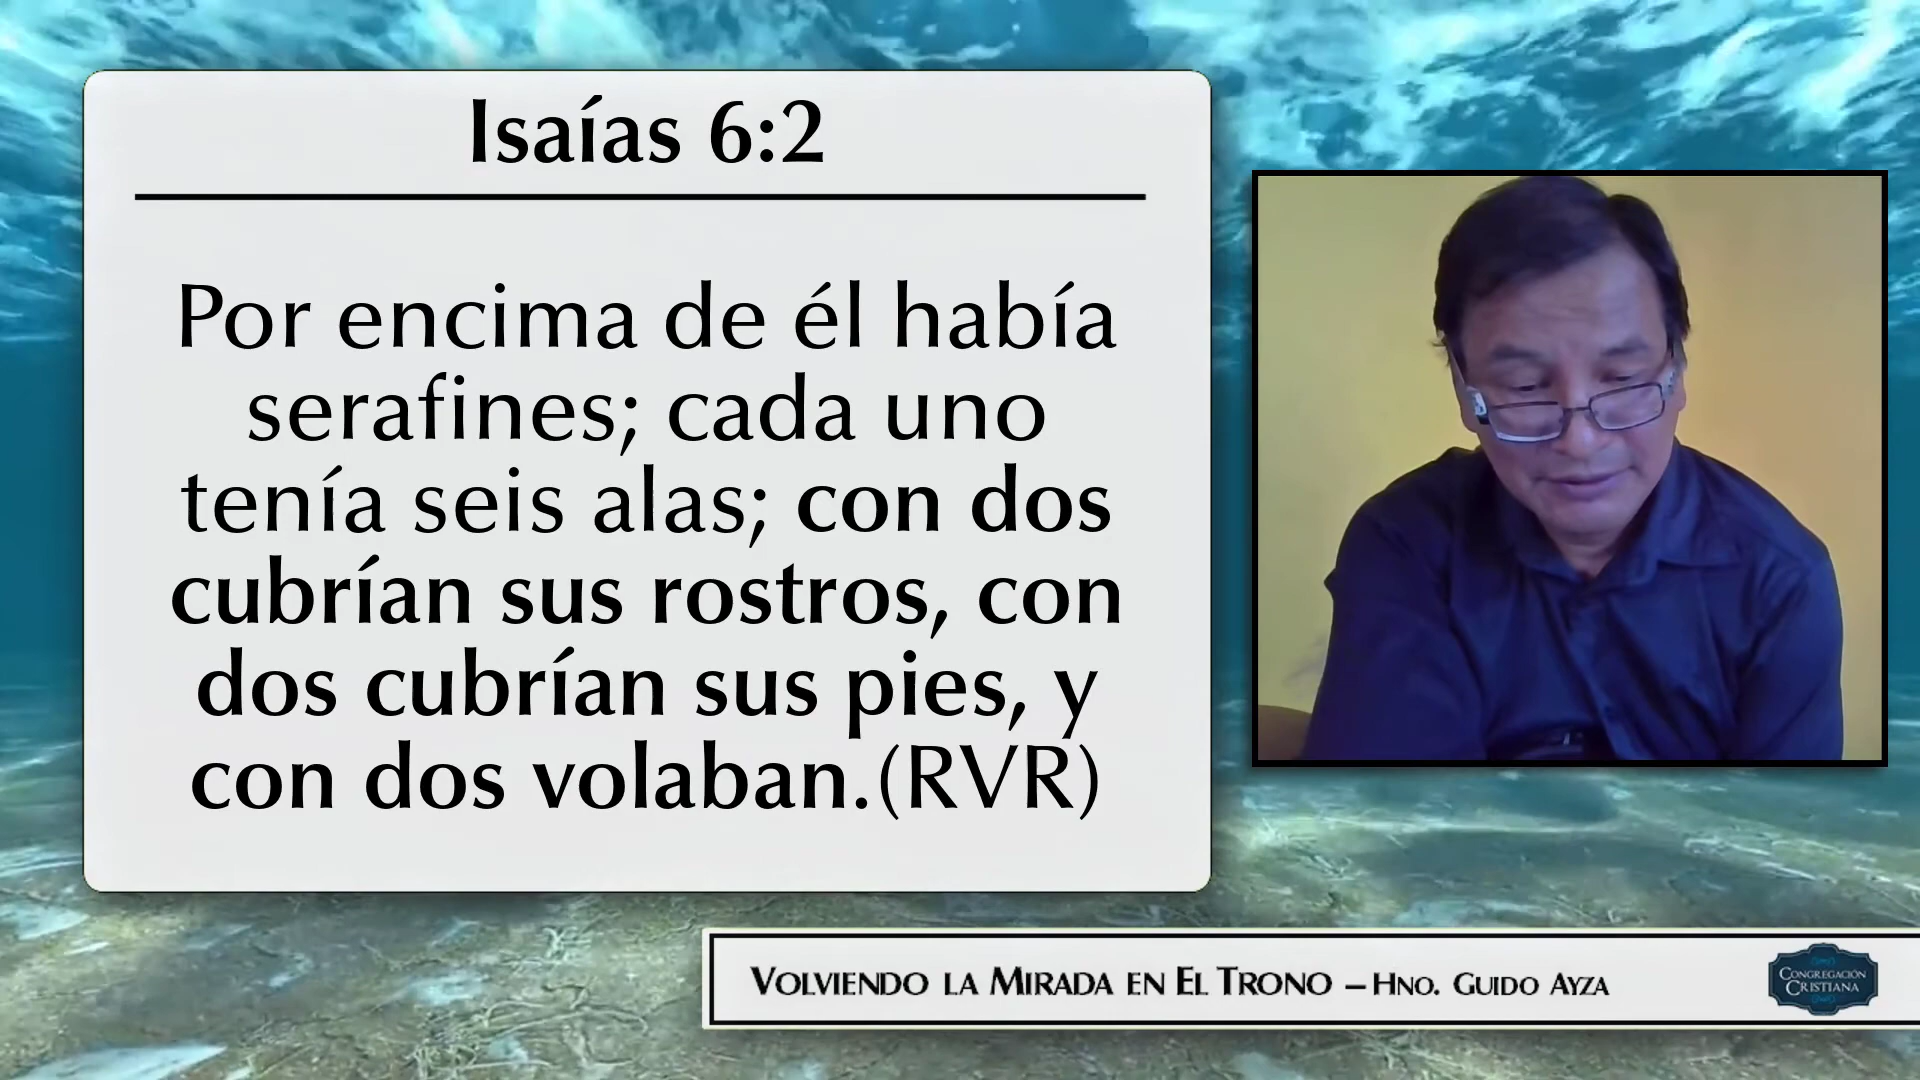 Isaías 6:2
Por encima de él había
serafines; cada uno
tenía seis alas; con dos
cubrían sus rostros, con
dos cubrían sus pies, y
con dos volaban.(RVR)
Volviendo la Mirada en El Trono – Hno. Guido Ayza
Congregación
Cristiana